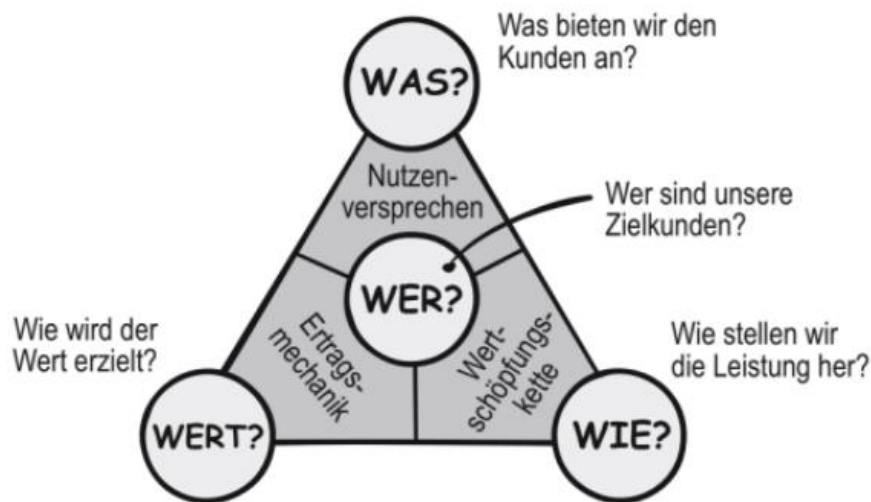 Was bieten wir den
Kunden an?
WAS?
Nutzen-
versprechen
Wer sind unsere
Zielkunden?
WER?
Wie wird der
Wert erzielt?
Ertrags-
mechanik
Wert-
schöpfungs-
kette
Wie stellen wir
die Leistung her?
WERT?
WIE?